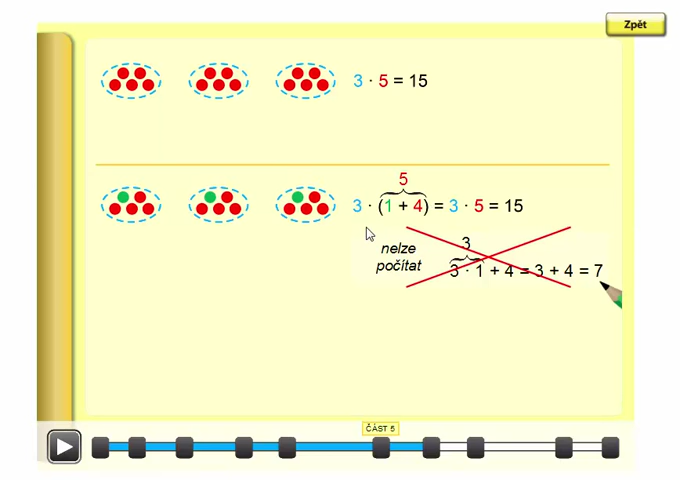 Zpět
3 · 5 = 15
5
3 · (1 + 4) = 3 · 5 = 15
nelze
počítat
3
3 · 1 + 4 = 3 + 4 = 7
ČÁST 5